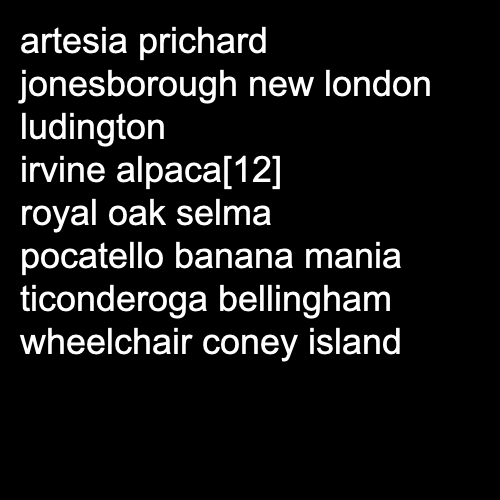 artesia prichard
jonesborough new london
ludington
irvine alpaca[12]
royal oak selma
pocatello banana mania
ticonderoga bellingham
wheelchair coney island